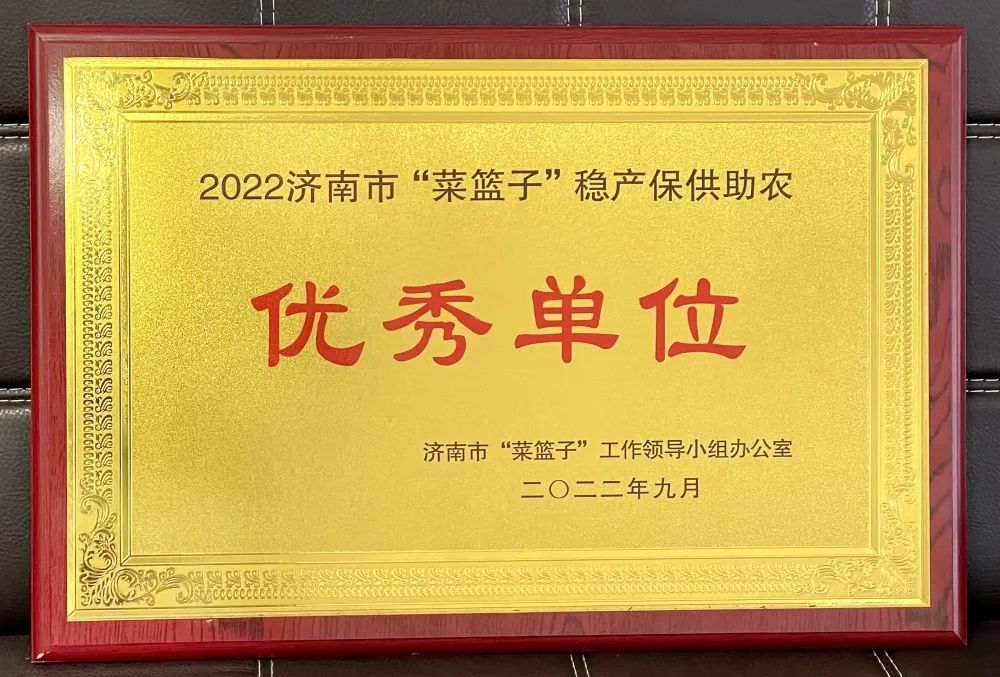 2022济南市“菜篮子”稳产保供助农
优秀单位
济南市“菜篮子”工作领导小组办公室
二〇二二年九月